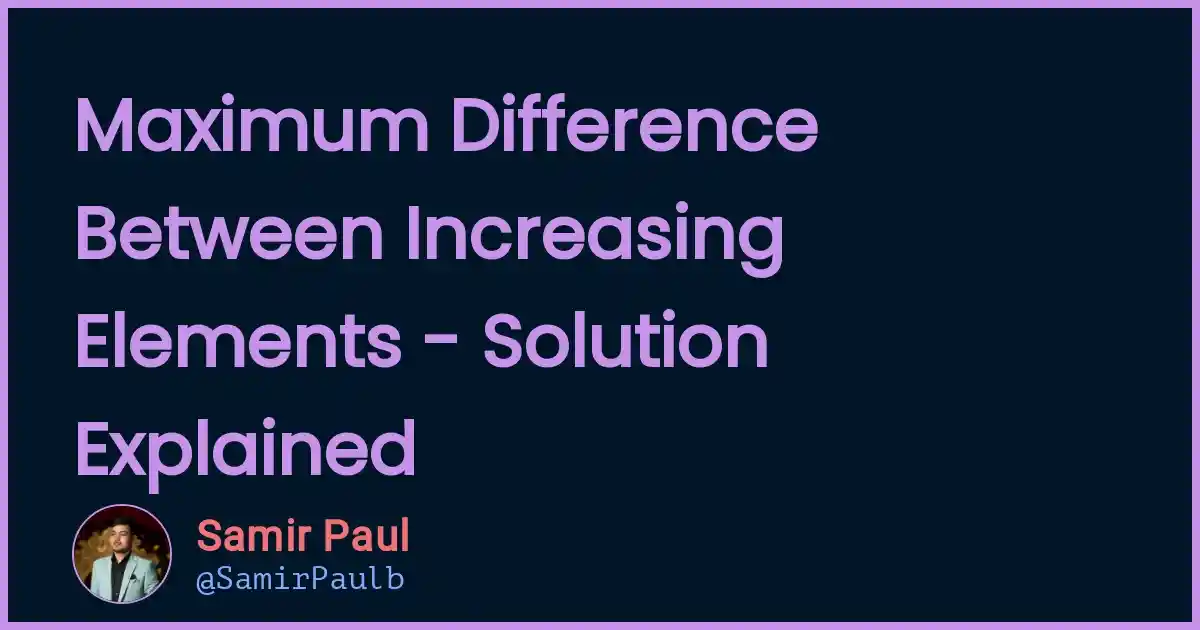 Maximum Difference
Between Increasing
Elements - Solution
Explained
Samir Paul
@SamirPaulb